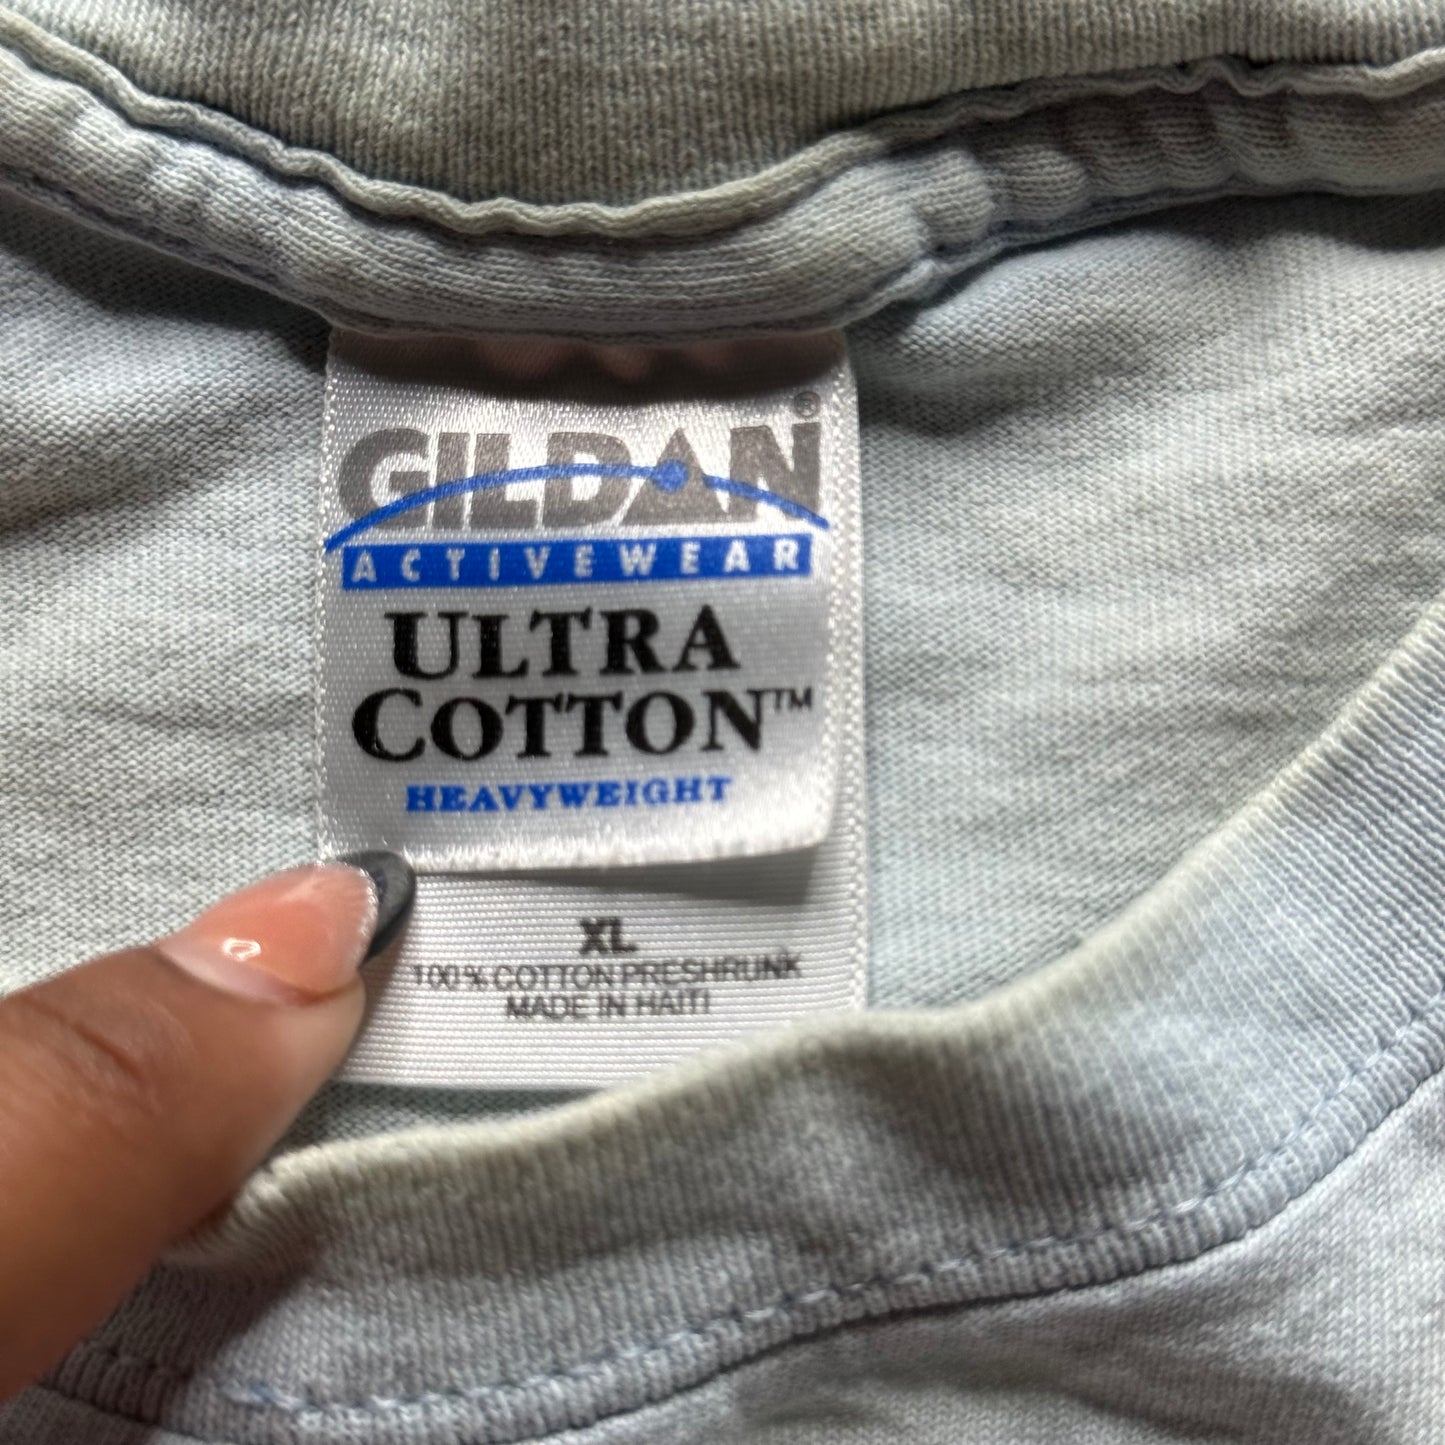 GILDAN®
ACTIVEWEAR
ULTRA
COTTON™
HEAVYWEIGHT
XL
100% COTTON PRESHRUNK
MADE IN HAITI